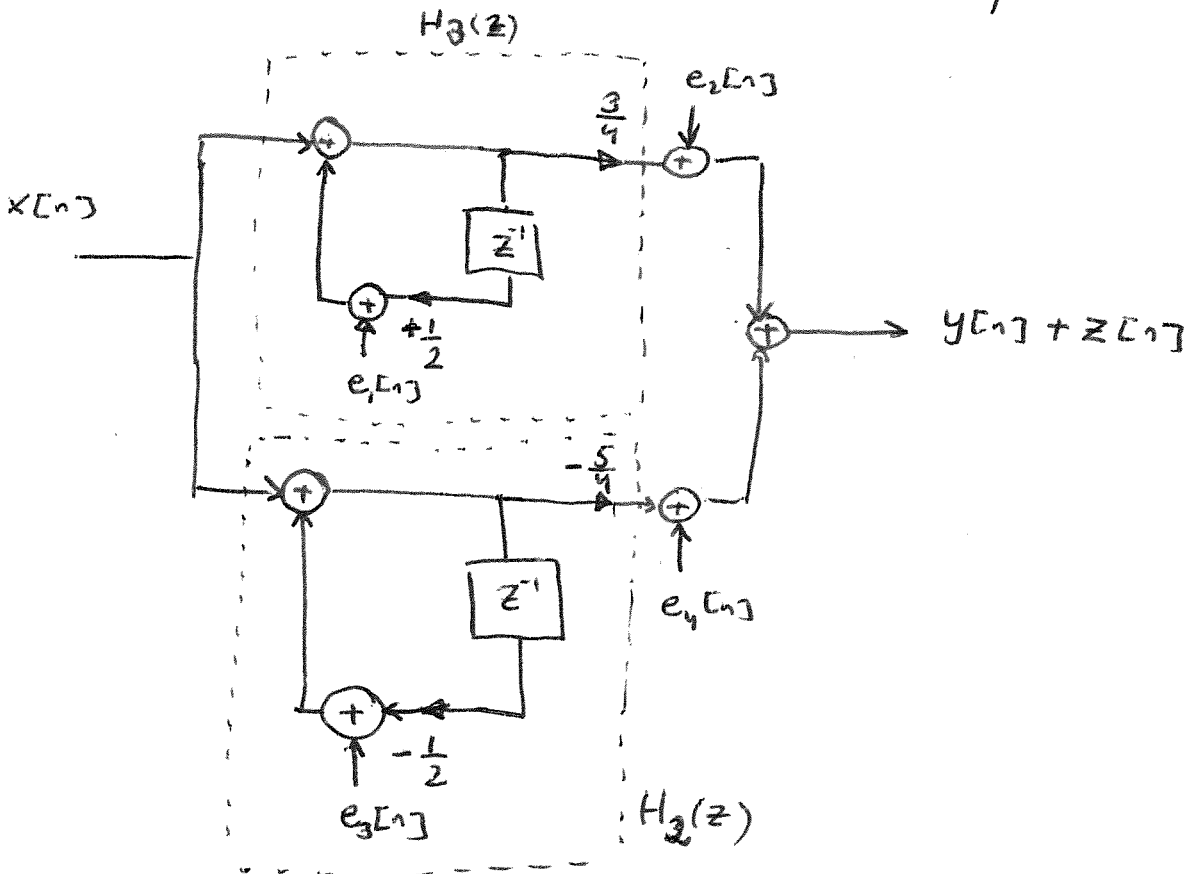 H3(z)
e2[n]
3/4
+
+
x[n]
z^-1
+
+1/2
e1[n]
+
y[n] + z[n]
-5/4
+
+
z^-1
e4[n]
+
-1/2
e3[n]
H2(z)